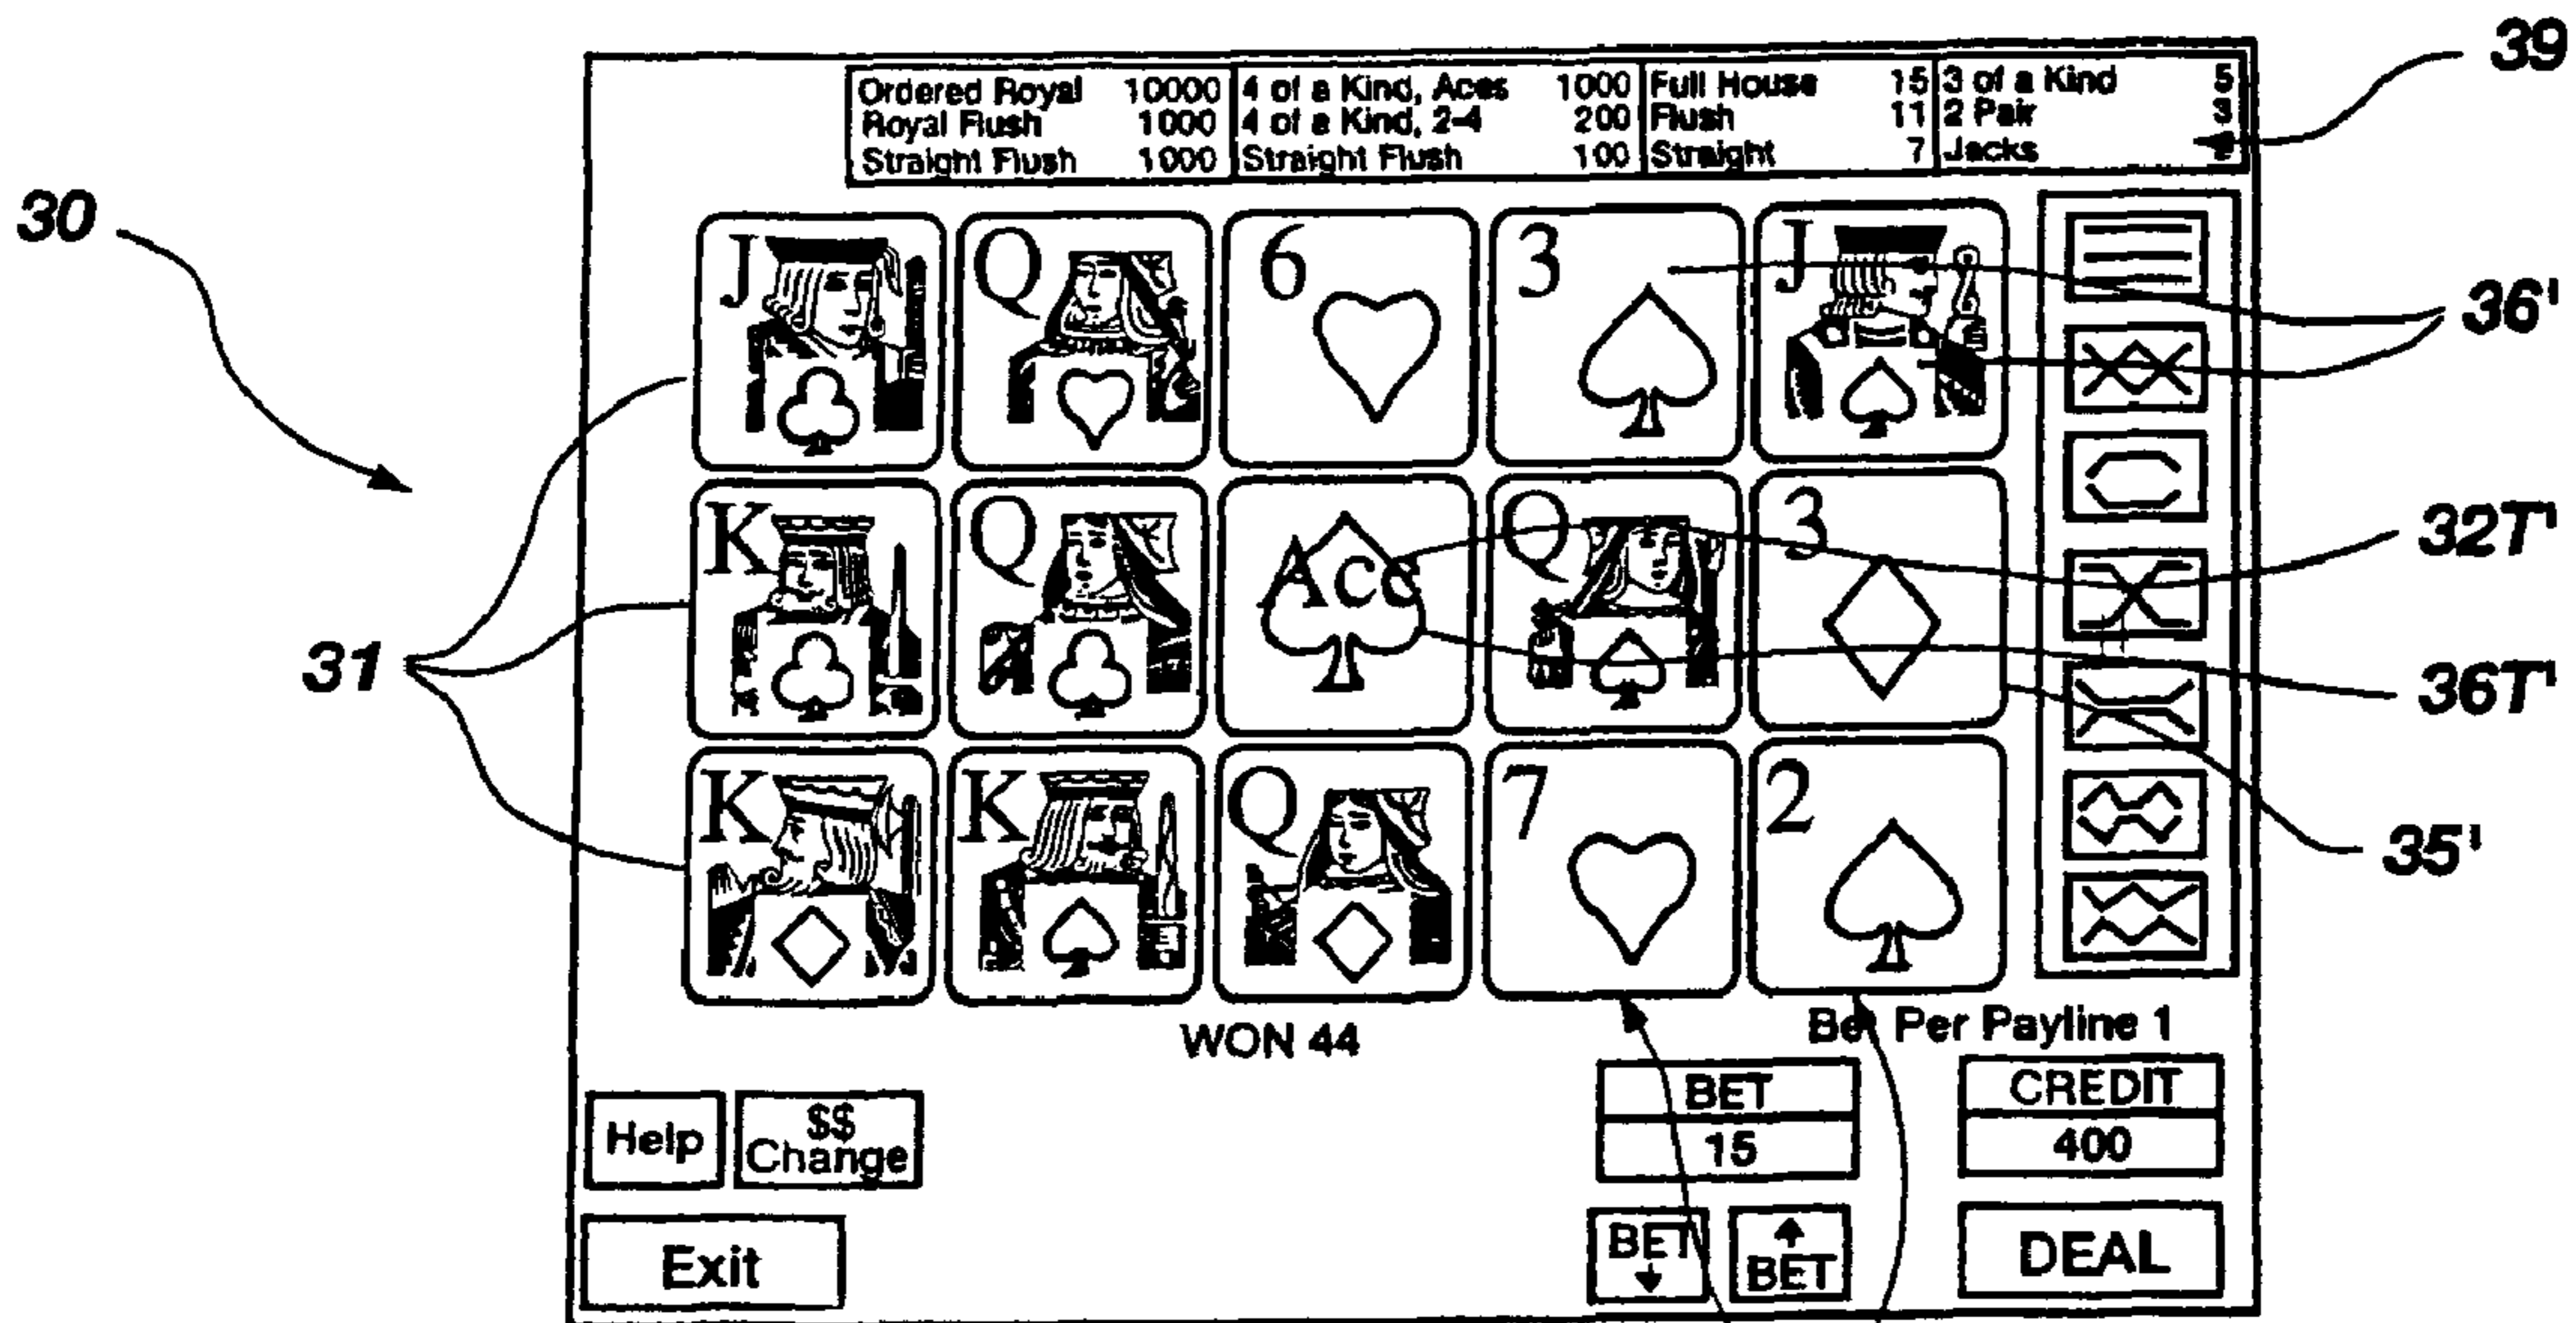 39
Ordered Royal 10000 4 of a Kind, Aces 1000 Full House 15 3 of a Kind 5
Royal Flush 1000 4 of a Kind, 2-4 200 Flush 11 2 Pair 3
Straight Flush 1000 Straight Flush 100 Straight 7 Jacks
30
J Q 6 3 J
36'
K Q Ace Q 3
32T'
31
36T'
K K Q 7 2
35'
WON 44
Bet Per Payline 1
BET CREDIT
15 400
Help $$ Change
BET BET
Exit DEAL